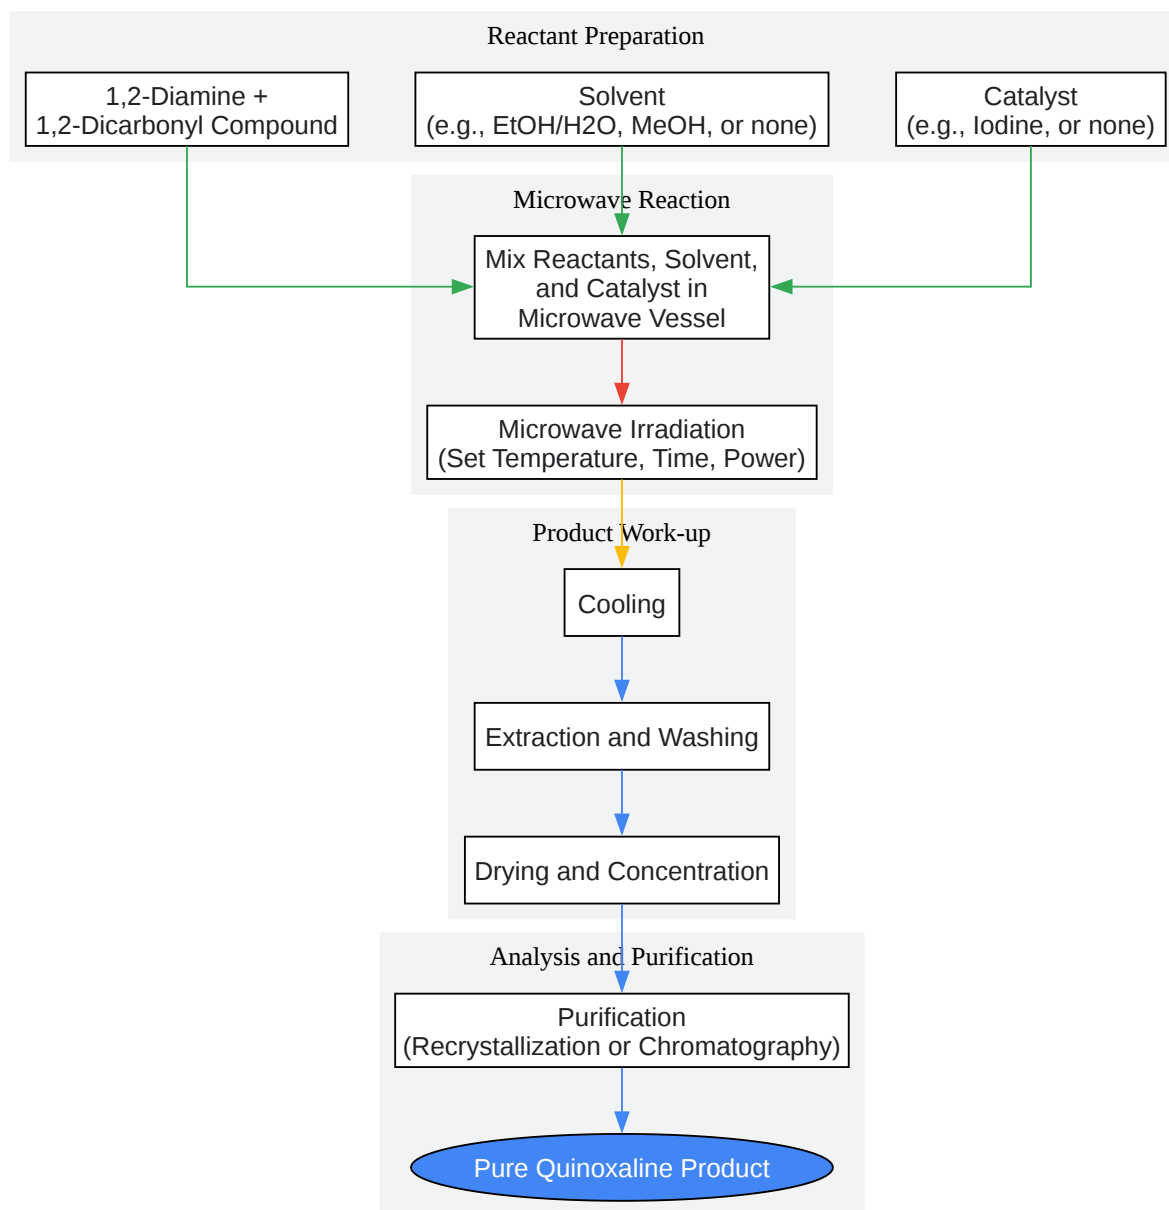 Reactant Preparation
1,2-Diamine +
1,2-Dicarbonyl Compound
Solvent
(e.g., EtOH/H2O, MeOH, or none)
Catalyst
(e.g., Iodine, or none)
Microwave Reaction
Mix Reactants, Solvent,
and Catalyst in
Microwave Vessel
Microwave Irradiation
(Set Temperature, Time, Power)
Product Work-up
Cooling
Extraction and Washing
Drying and Concentration
Analysis and Purification
Purification
(Recrystallization or Chromatography)
Pure Quinoxaline Product